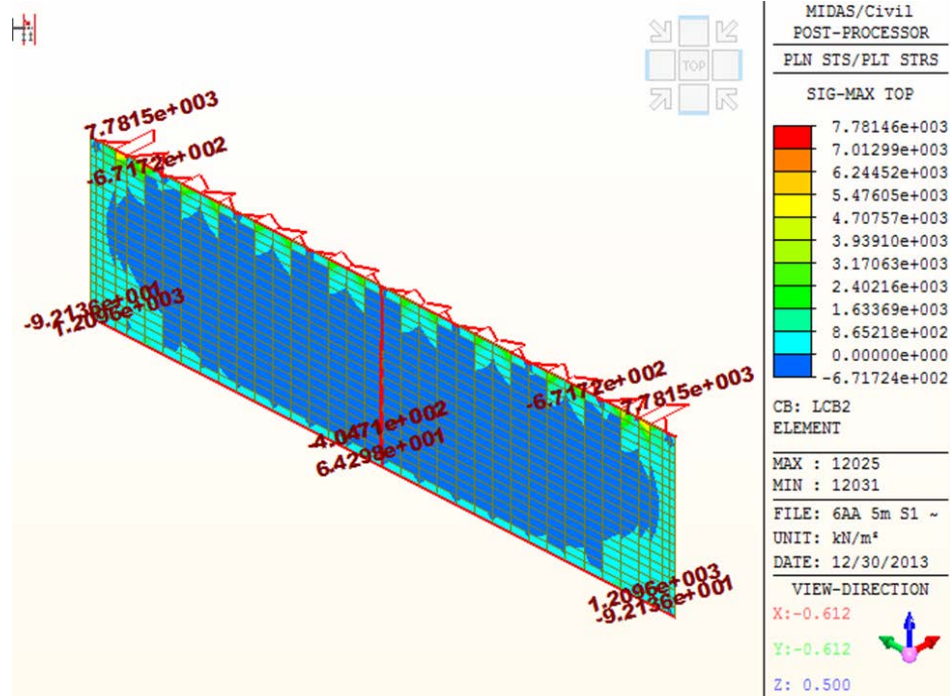 MIDAS/Civil
POST-PROCESSOR
PLN STS/PLT STRS
SIG-MAX TOP
7.78146e+003
7.01299e+003
6.24452e+003
5.47605e+003
4.70757e+003
3.93910e+003
3.17063e+003
2.40216e+003
1.63369e+003
8.65218e+002
0.00000e+000
-6.71724e+002
CB: LCB2
ELEMENT
MAX : 12025
MIN : 12031
FILE: 6AA 5m S1 ~
UNIT: kN/m²
DATE: 12/30/2013
VIEW-DIRECTION
X:-0.612
Y:-0.612
Z: 0.500
TOP
7.7815e+003
-6.7172e+002
-9.2136e+001
1.2096e+003
-4.0471e+002
6.4298e+001
-6.7172e+002
7.7815e+003
1.2096e+003
-9.2136e+001